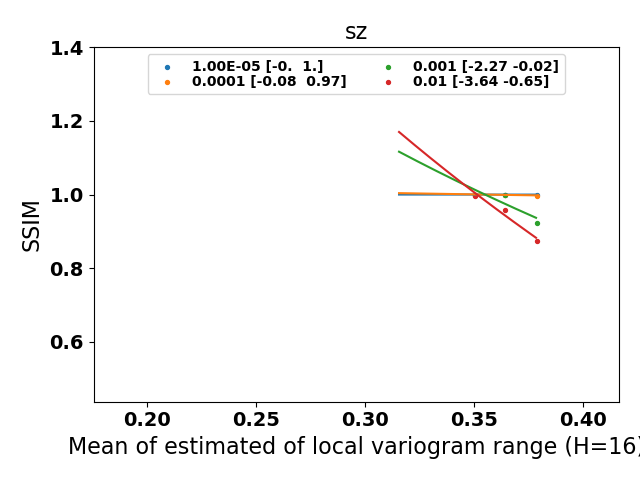 sz
1.00E-05 [-0.  1.]
0.0001 [-0.08  0.97]
0.001 [-2.27 -0.02]
0.01 [-3.64 -0.65]
1.4
1.2
1.0
0.8
0.6
SSIM
0.20 0.25 0.30 0.35 0.40
Mean of estimated of local variogram range (H=16)